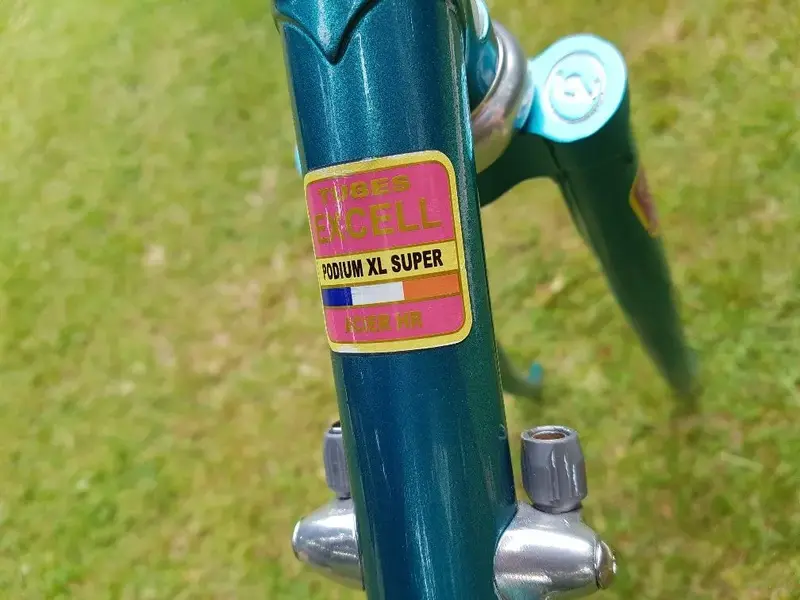 TUBES
EXCELL
PODIUM XL SUPER
ACIER HR